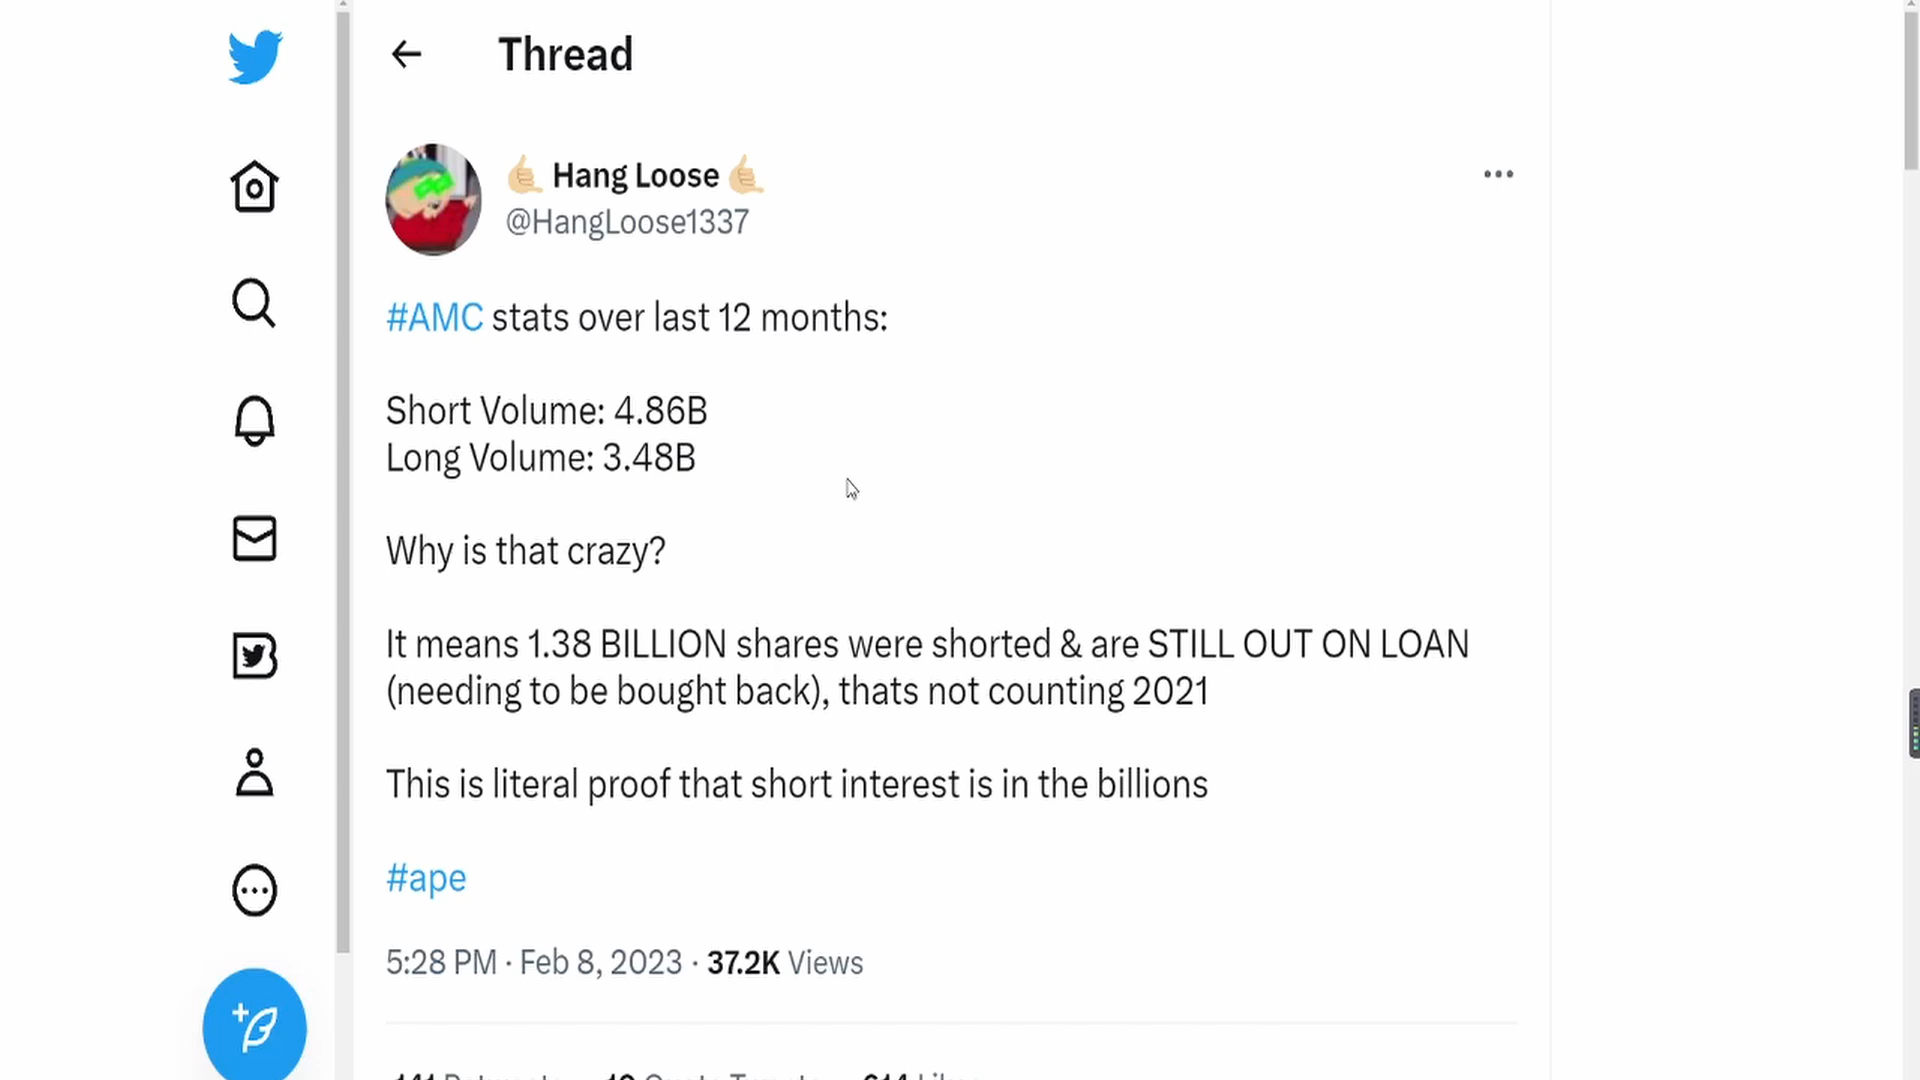 Thread
🤙🏼 Hang Loose 🤙🏼
@HangLoose1337
#AMC stats over last 12 months:
Short Volume: 4.86B
Long Volume: 3.48B
Why is that crazy?
It means 1.38 BILLION shares were shorted & are STILL OUT ON LOAN
(needing to be bought back), thats not counting 2021
This is literal proof that short interest is in the billions
#ape
5:28 PM · Feb 8, 2023 · 37.2K Views